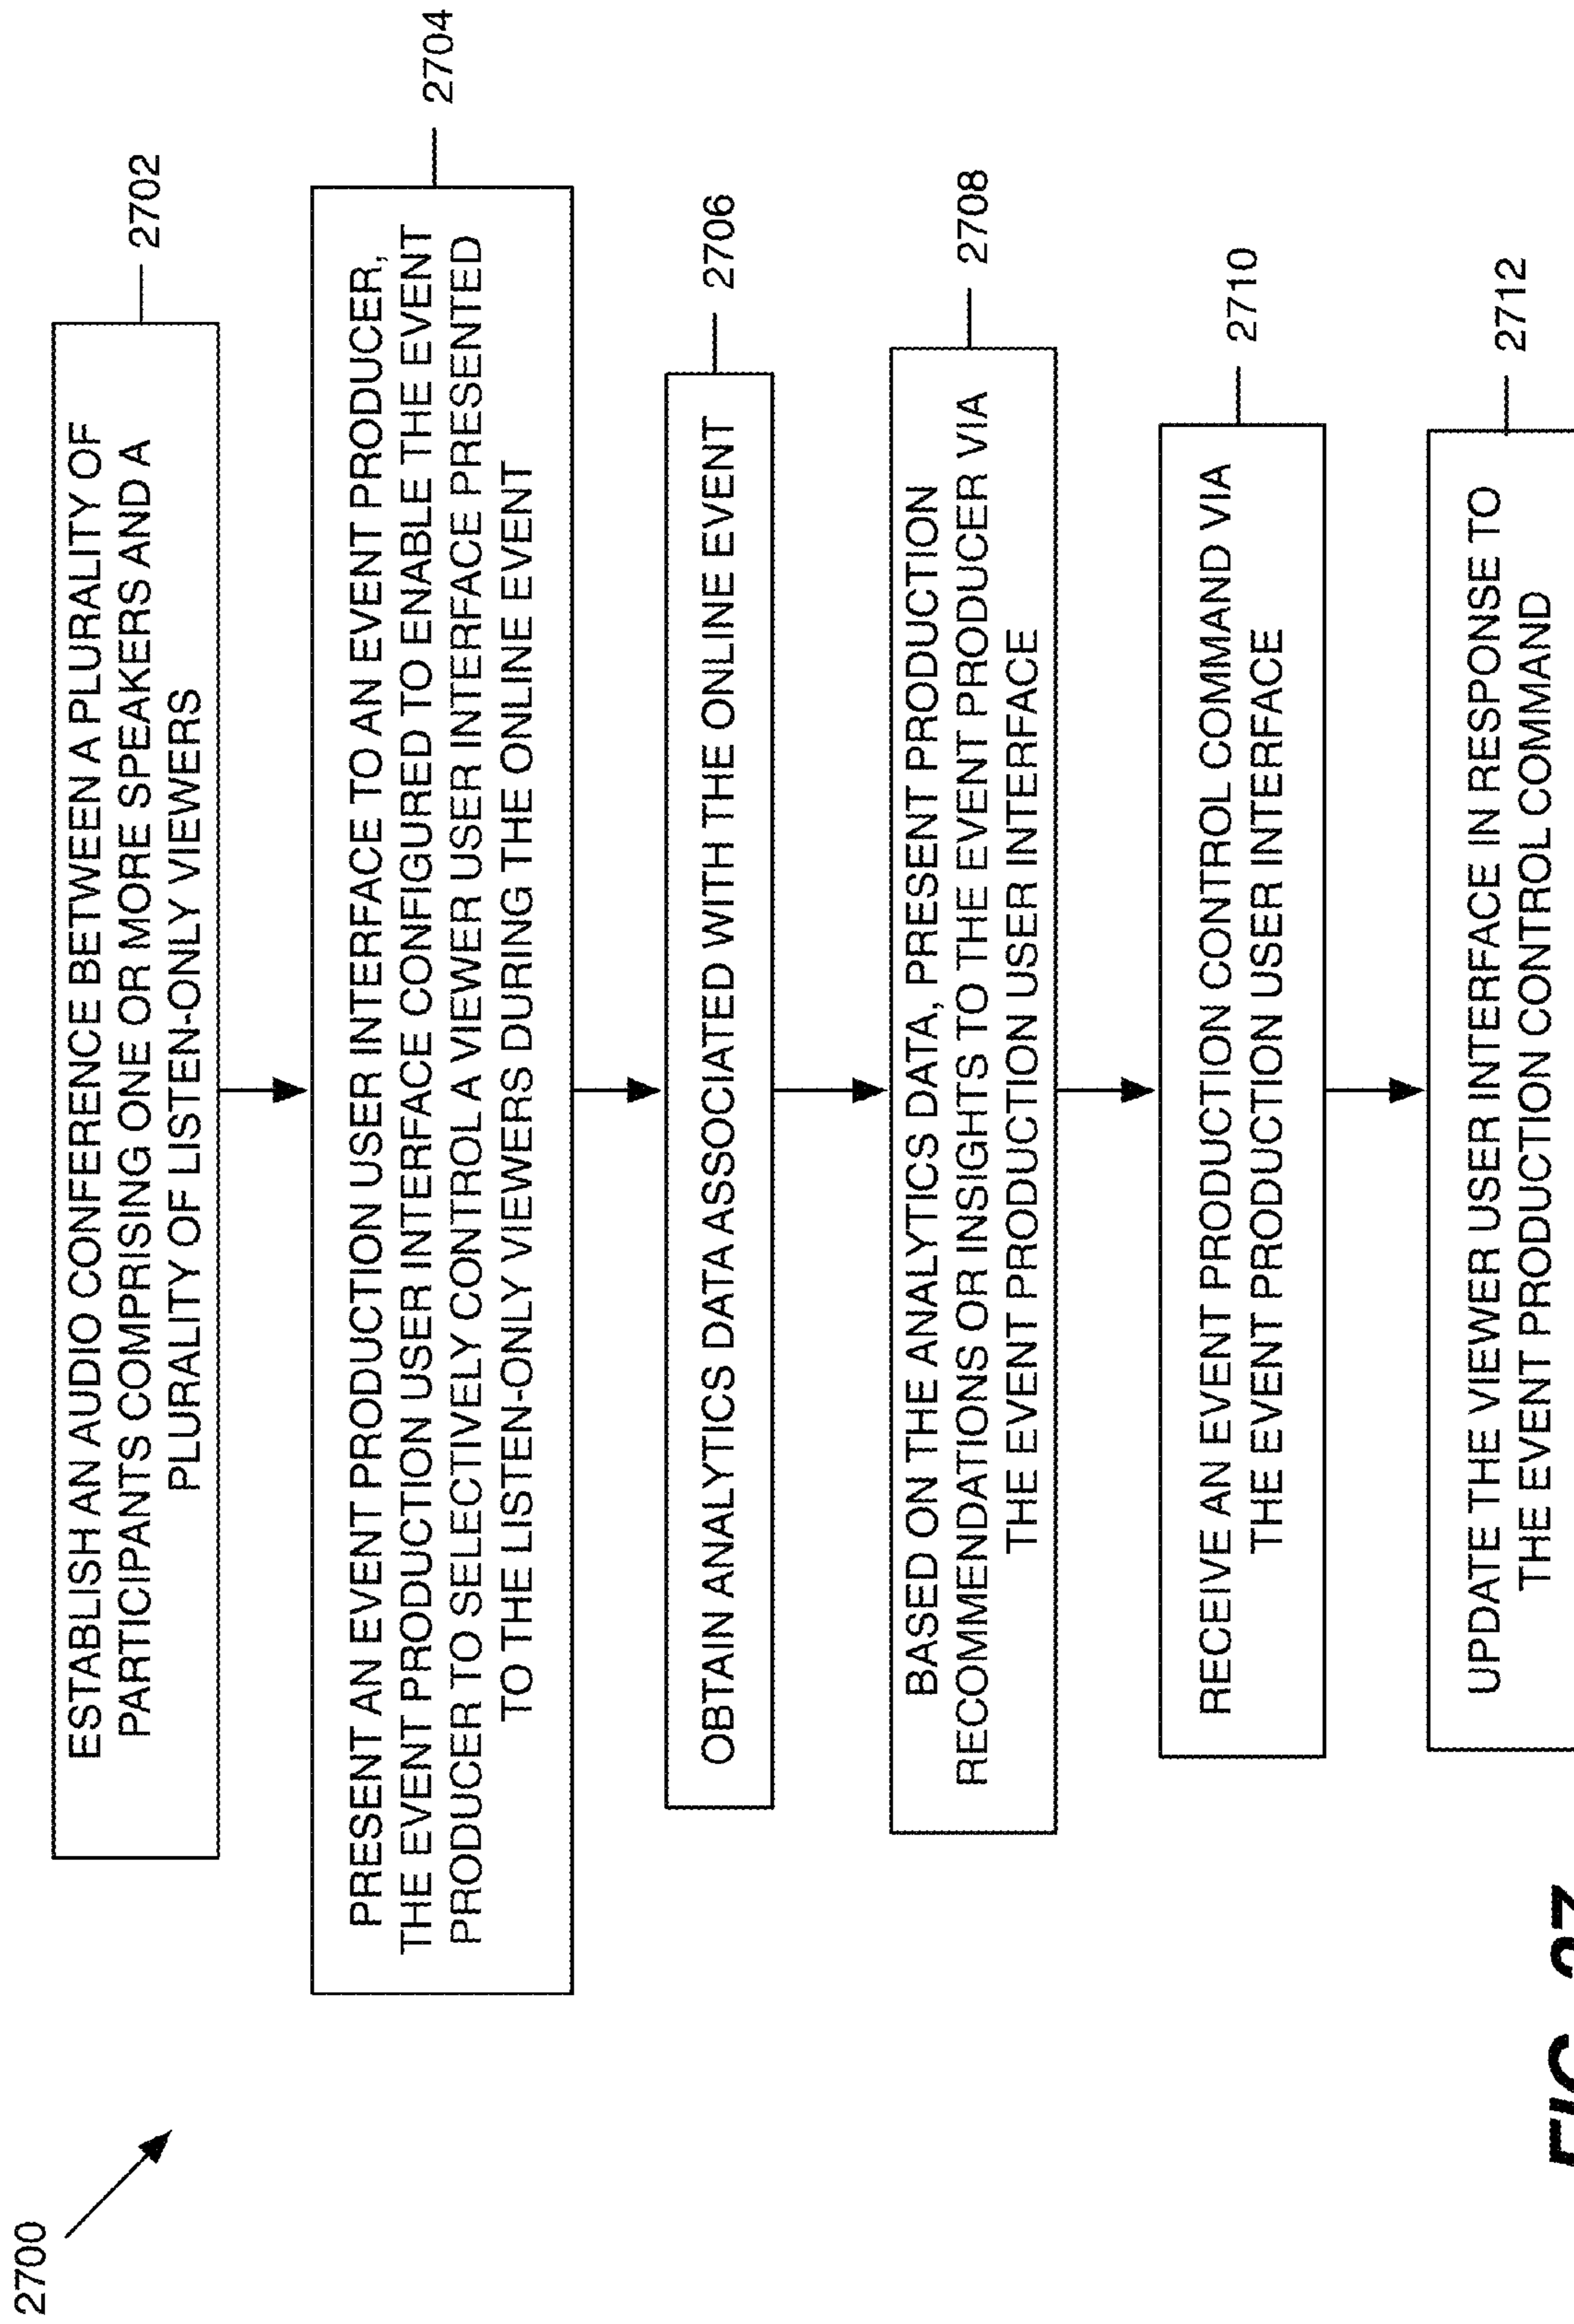 2700
ESTABLISH AN AUDIO CONFERENCE BETWEEN A PLURALITY OF
PARTICIPANTS COMPRISING ONE OR MORE SPEAKERS AND A
PLURALITY OF LISTEN-ONLY VIEWERS
2702
PRESENT AN EVENT PRODUCTION USER INTERFACE TO AN EVENT PRODUCER,
THE EVENT PRODUCTION USER INTERFACE CONFIGURED TO ENABLE THE EVENT
PRODUCER TO SELECTIVELY CONTROL A VIEWER USER INTERFACE PRESENTED
TO THE LISTEN-ONLY VIEWERS DURING THE ONLINE EVENT
2704
OBTAIN ANALYTICS DATA ASSOCIATED WITH THE ONLINE EVENT
2706
BASED ON THE ANALYTICS DATA, PRESENT PRODUCTION
RECOMMENDATIONS OR INSIGHTS TO THE EVENT PRODUCER VIA
THE EVENT PRODUCTION USER INTERFACE
2708
RECEIVE AN EVENT PRODUCTION CONTROL COMMAND VIA
THE EVENT PRODUCTION USER INTERFACE
2710
UPDATE THE VIEWER USER INTERFACE IN RESPONSE TO
THE EVENT PRODUCTION CONTROL COMMAND
2712
FIG. 27